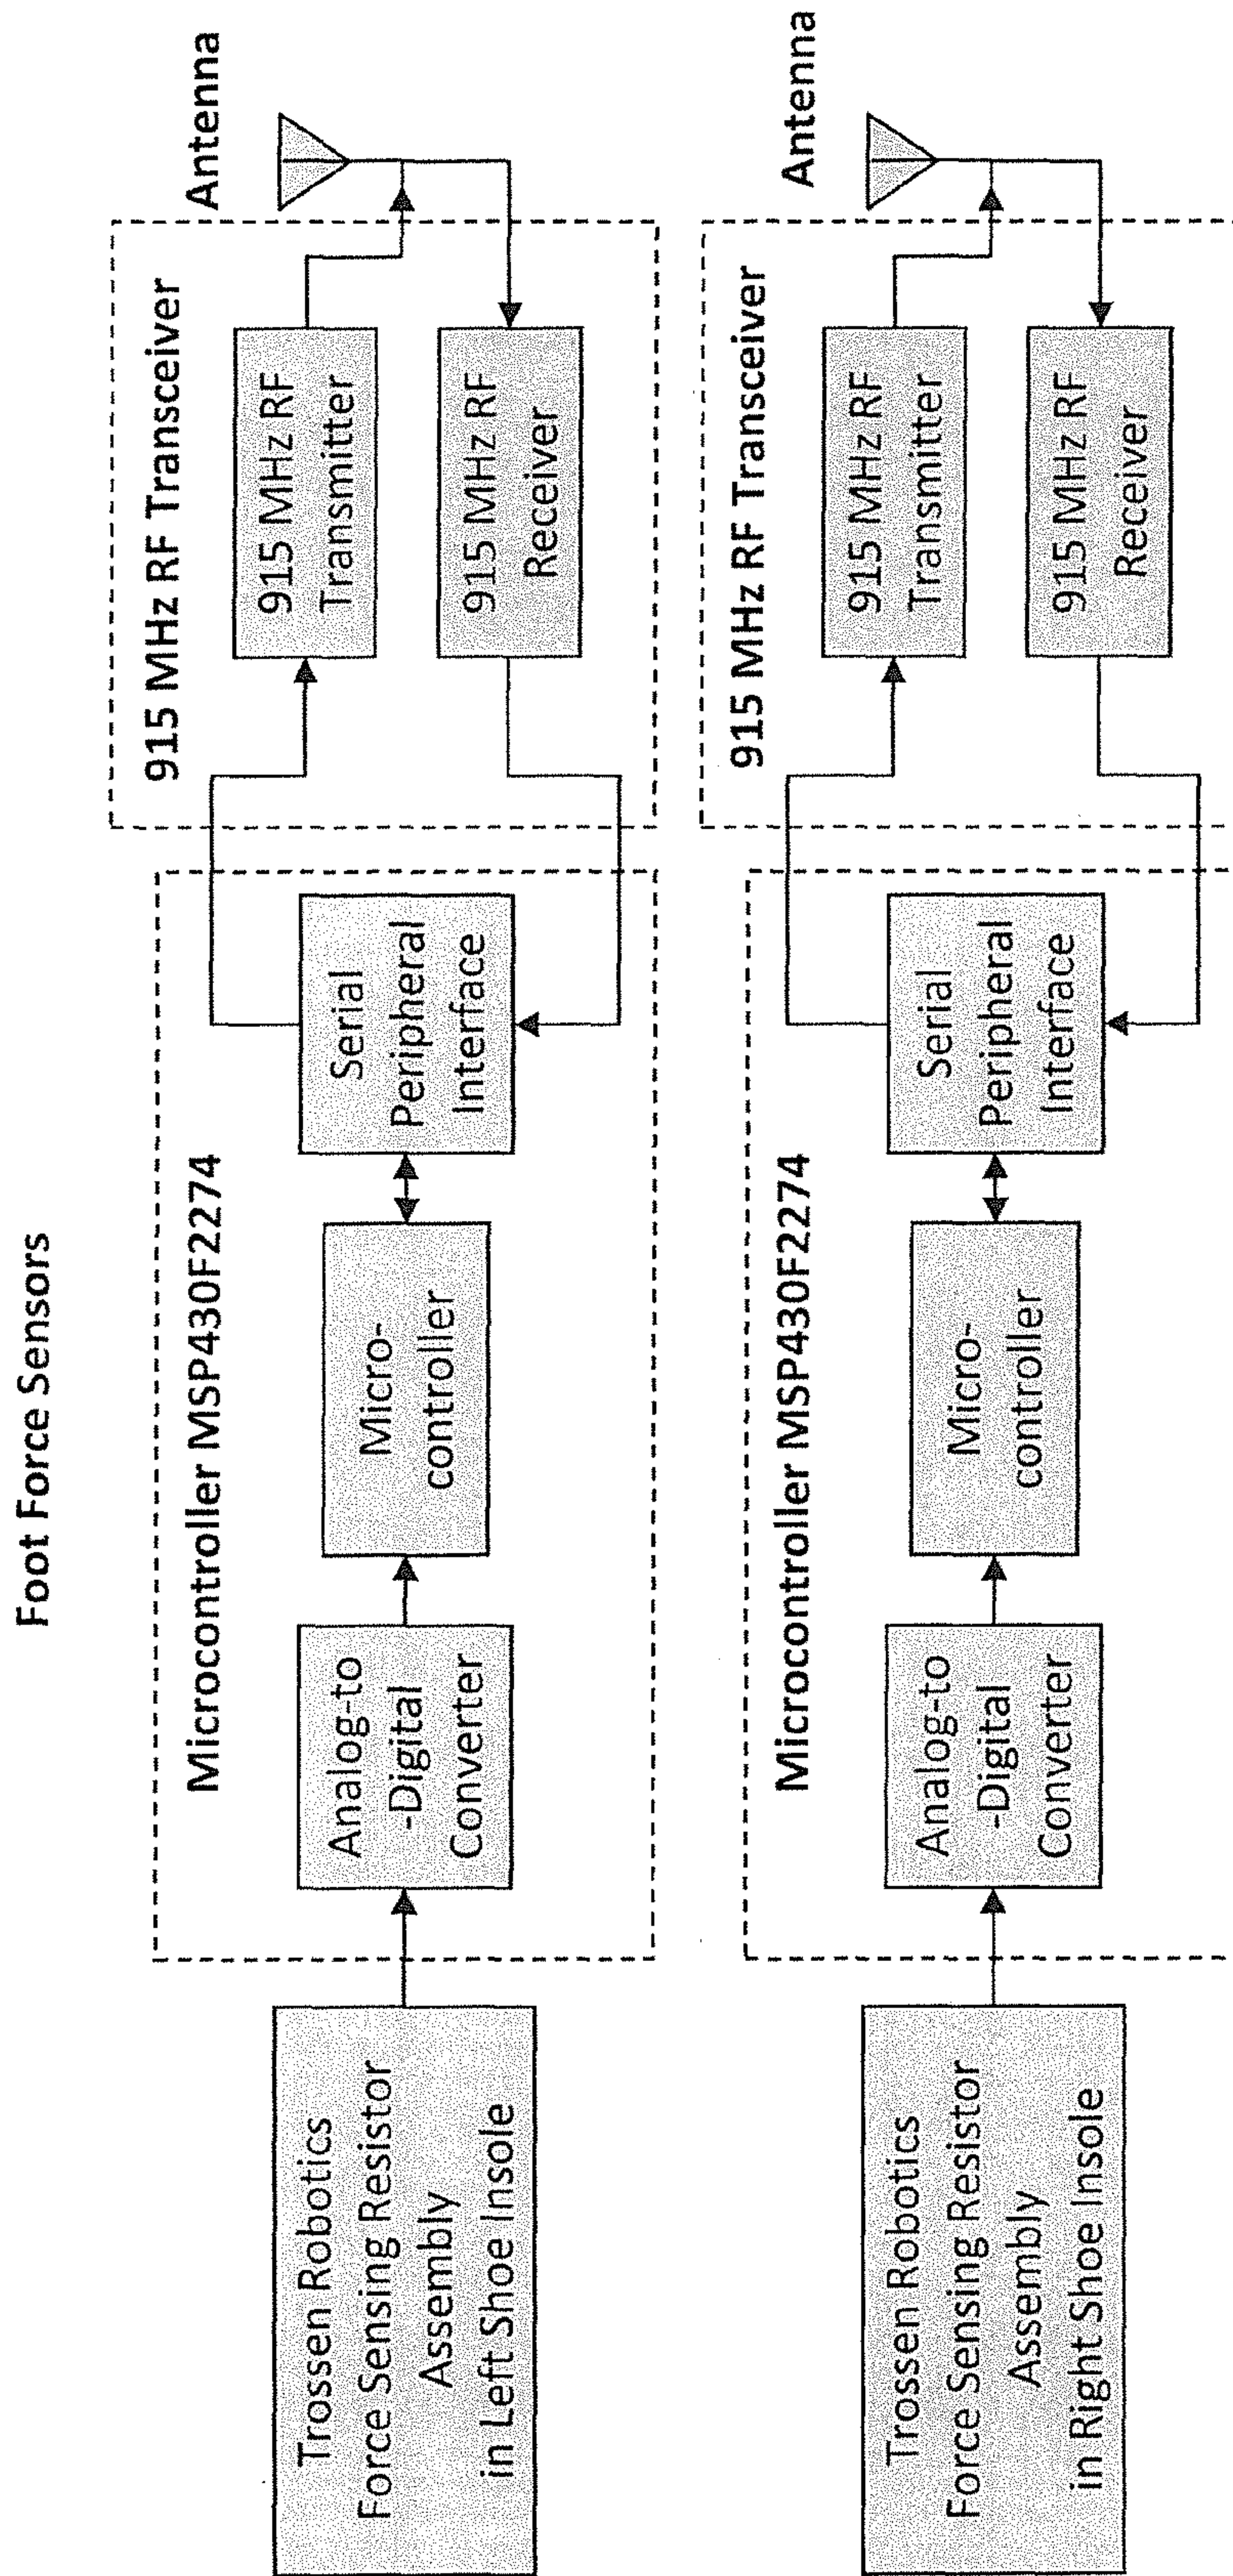 Foot Force Sensors
Trossen Robotics
Force Sensing Resistor
Assembly
in Left Shoe Insole
Microcontroller MSP430F2274
Analog-to
-Digital
Converter
Micro-
controller
Serial
Peripheral
Interface
915 MHz RF Transceiver
915 MHz RF
Transmitter
915 MHz RF
Receiver
Antenna
Trossen Robotics
Force Sensing Resistor
Assembly
in Right Shoe Insole
Microcontroller MSP430F2274
Analog-to
-Digital
Converter
Micro-
controller
Serial
Peripheral
Interface
915 MHz RF Transceiver
915 MHz RF
Transmitter
915 MHz RF
Receiver
Antenna